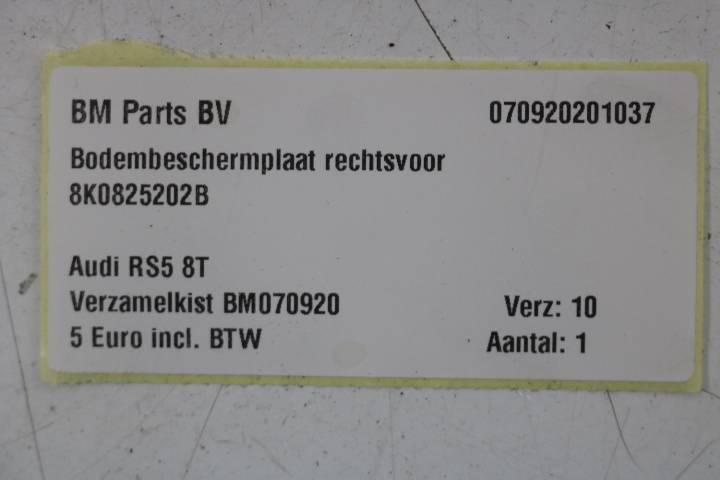 BM Parts BV 070920201037
Bodembeschermplaat rechtsvoor
8K0825202B
Audi RS5 8T
Verzamelkist BM070920 Verz: 10
5 Euro incl. BTW Aantal: 1